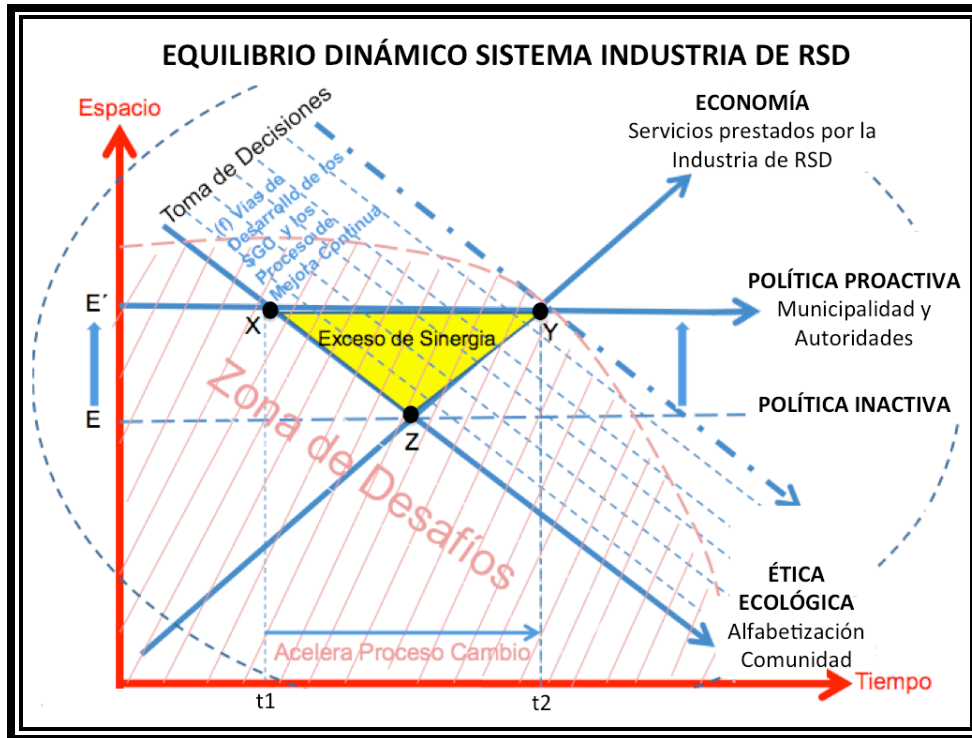 EQUILIBRIO DINÁMICO SISTEMA INDUSTRIA DE RSD
Espacio
Toma de Decisiones
(f) Vías de
Desarrollo de los
SGC y los
Proceso de
Mejota Continua
ECONOMÍA
Servicios prestados por la
Industria de RSD
E´
X
Y
Exceso de Sinergia
POLÍTICA PROACTIVA
Municipalidad y
Autoridades
E
Z
POLÍTICA INACTIVA
Zona de Desafíos
ÉTICA
ECOLÓGICA
Alfabetización
Comunidad
Acelera Proceso Cambio
Tiempo
t1
t2